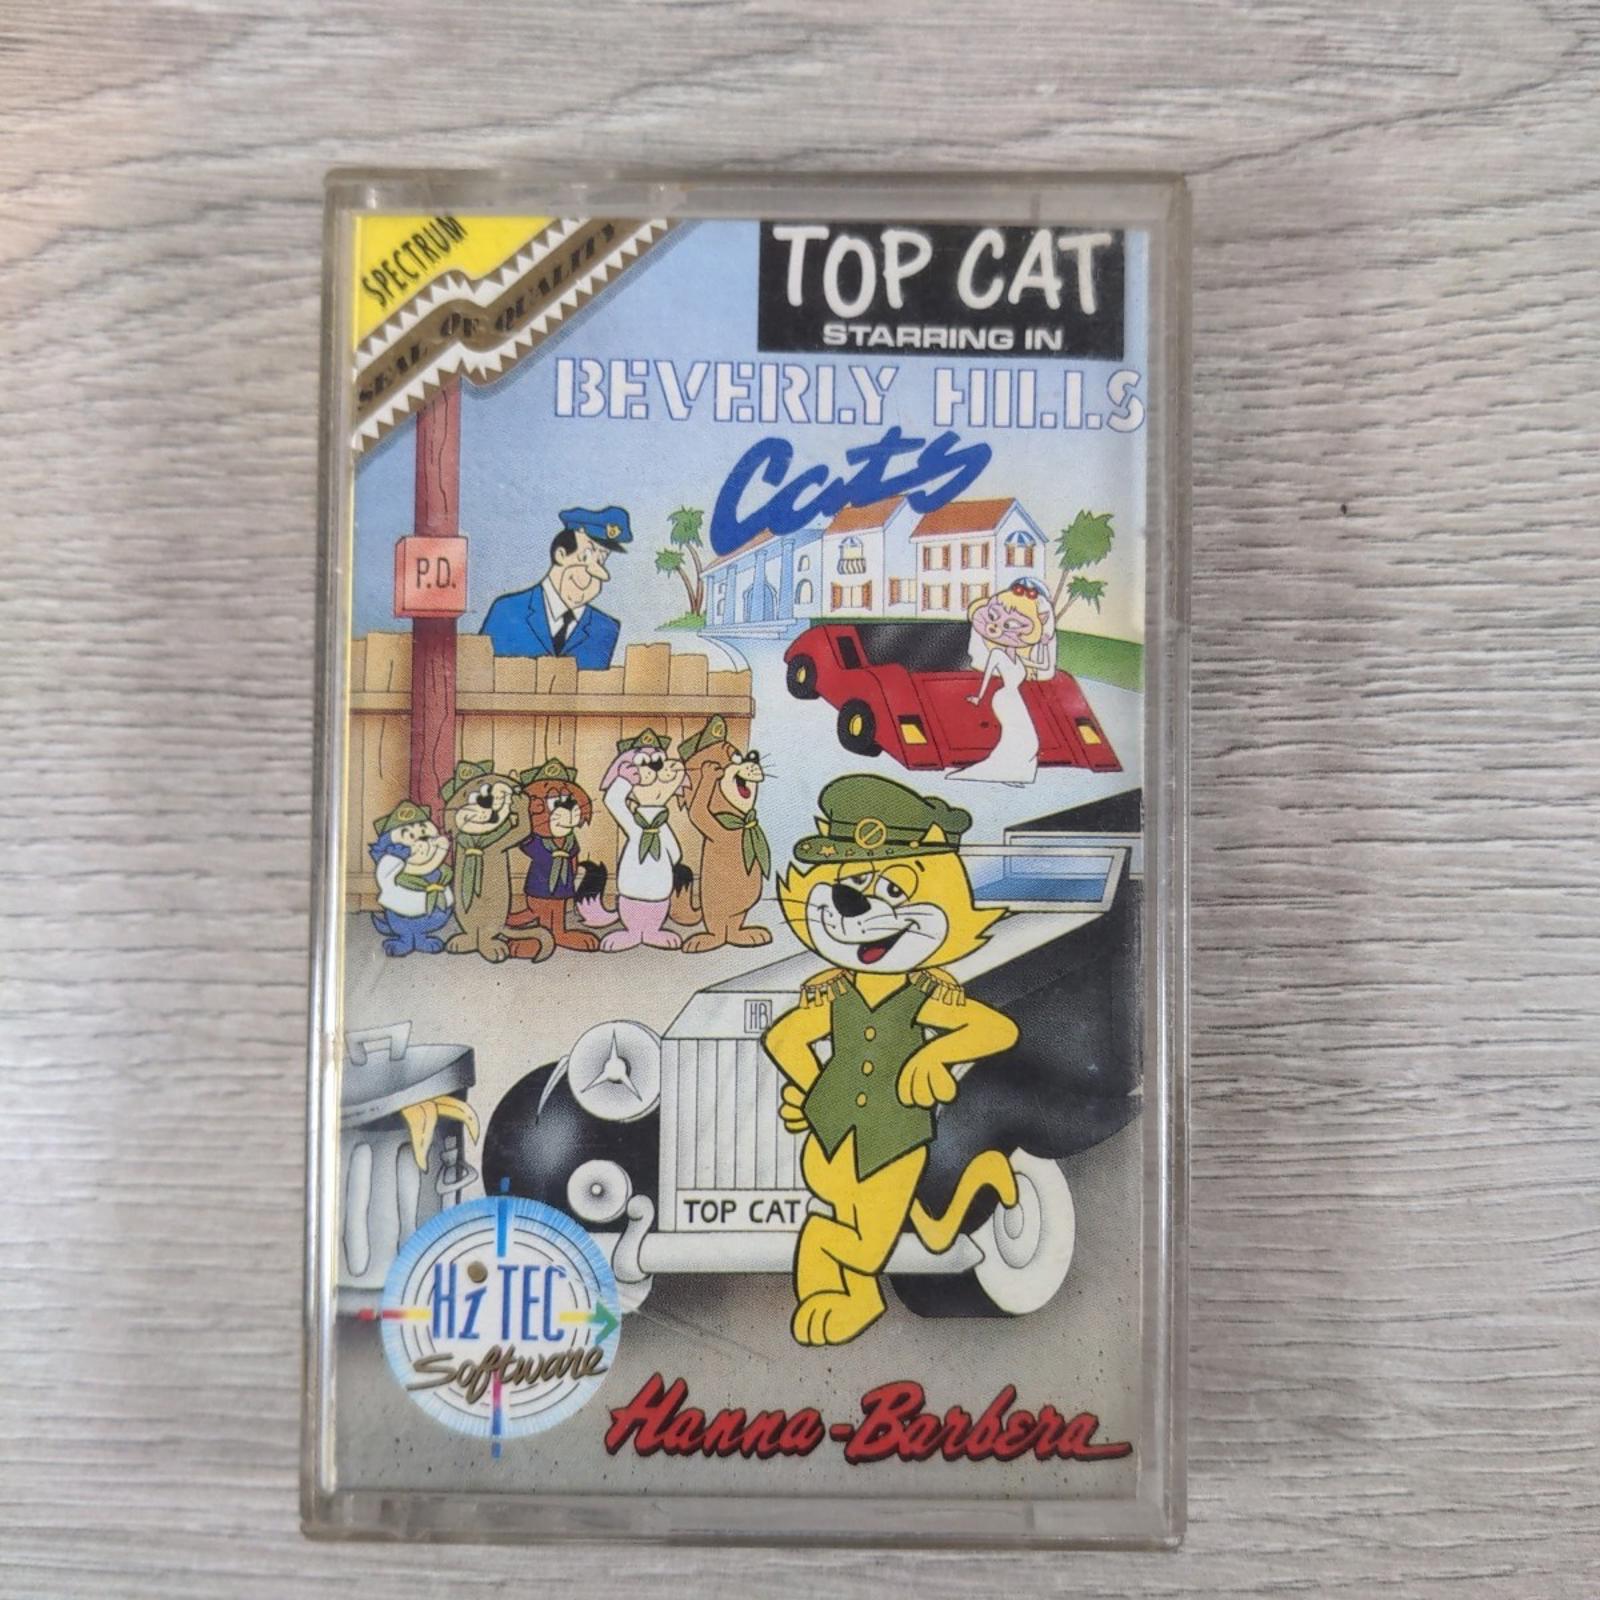 SPECTRUM
SEAL OF QUALITY
TOP CAT
STARRING IN
BEVERLY HILLS
Cats
P.D.
HB
TOP CAT
Hi TEC
Software
Hanna-Barbera